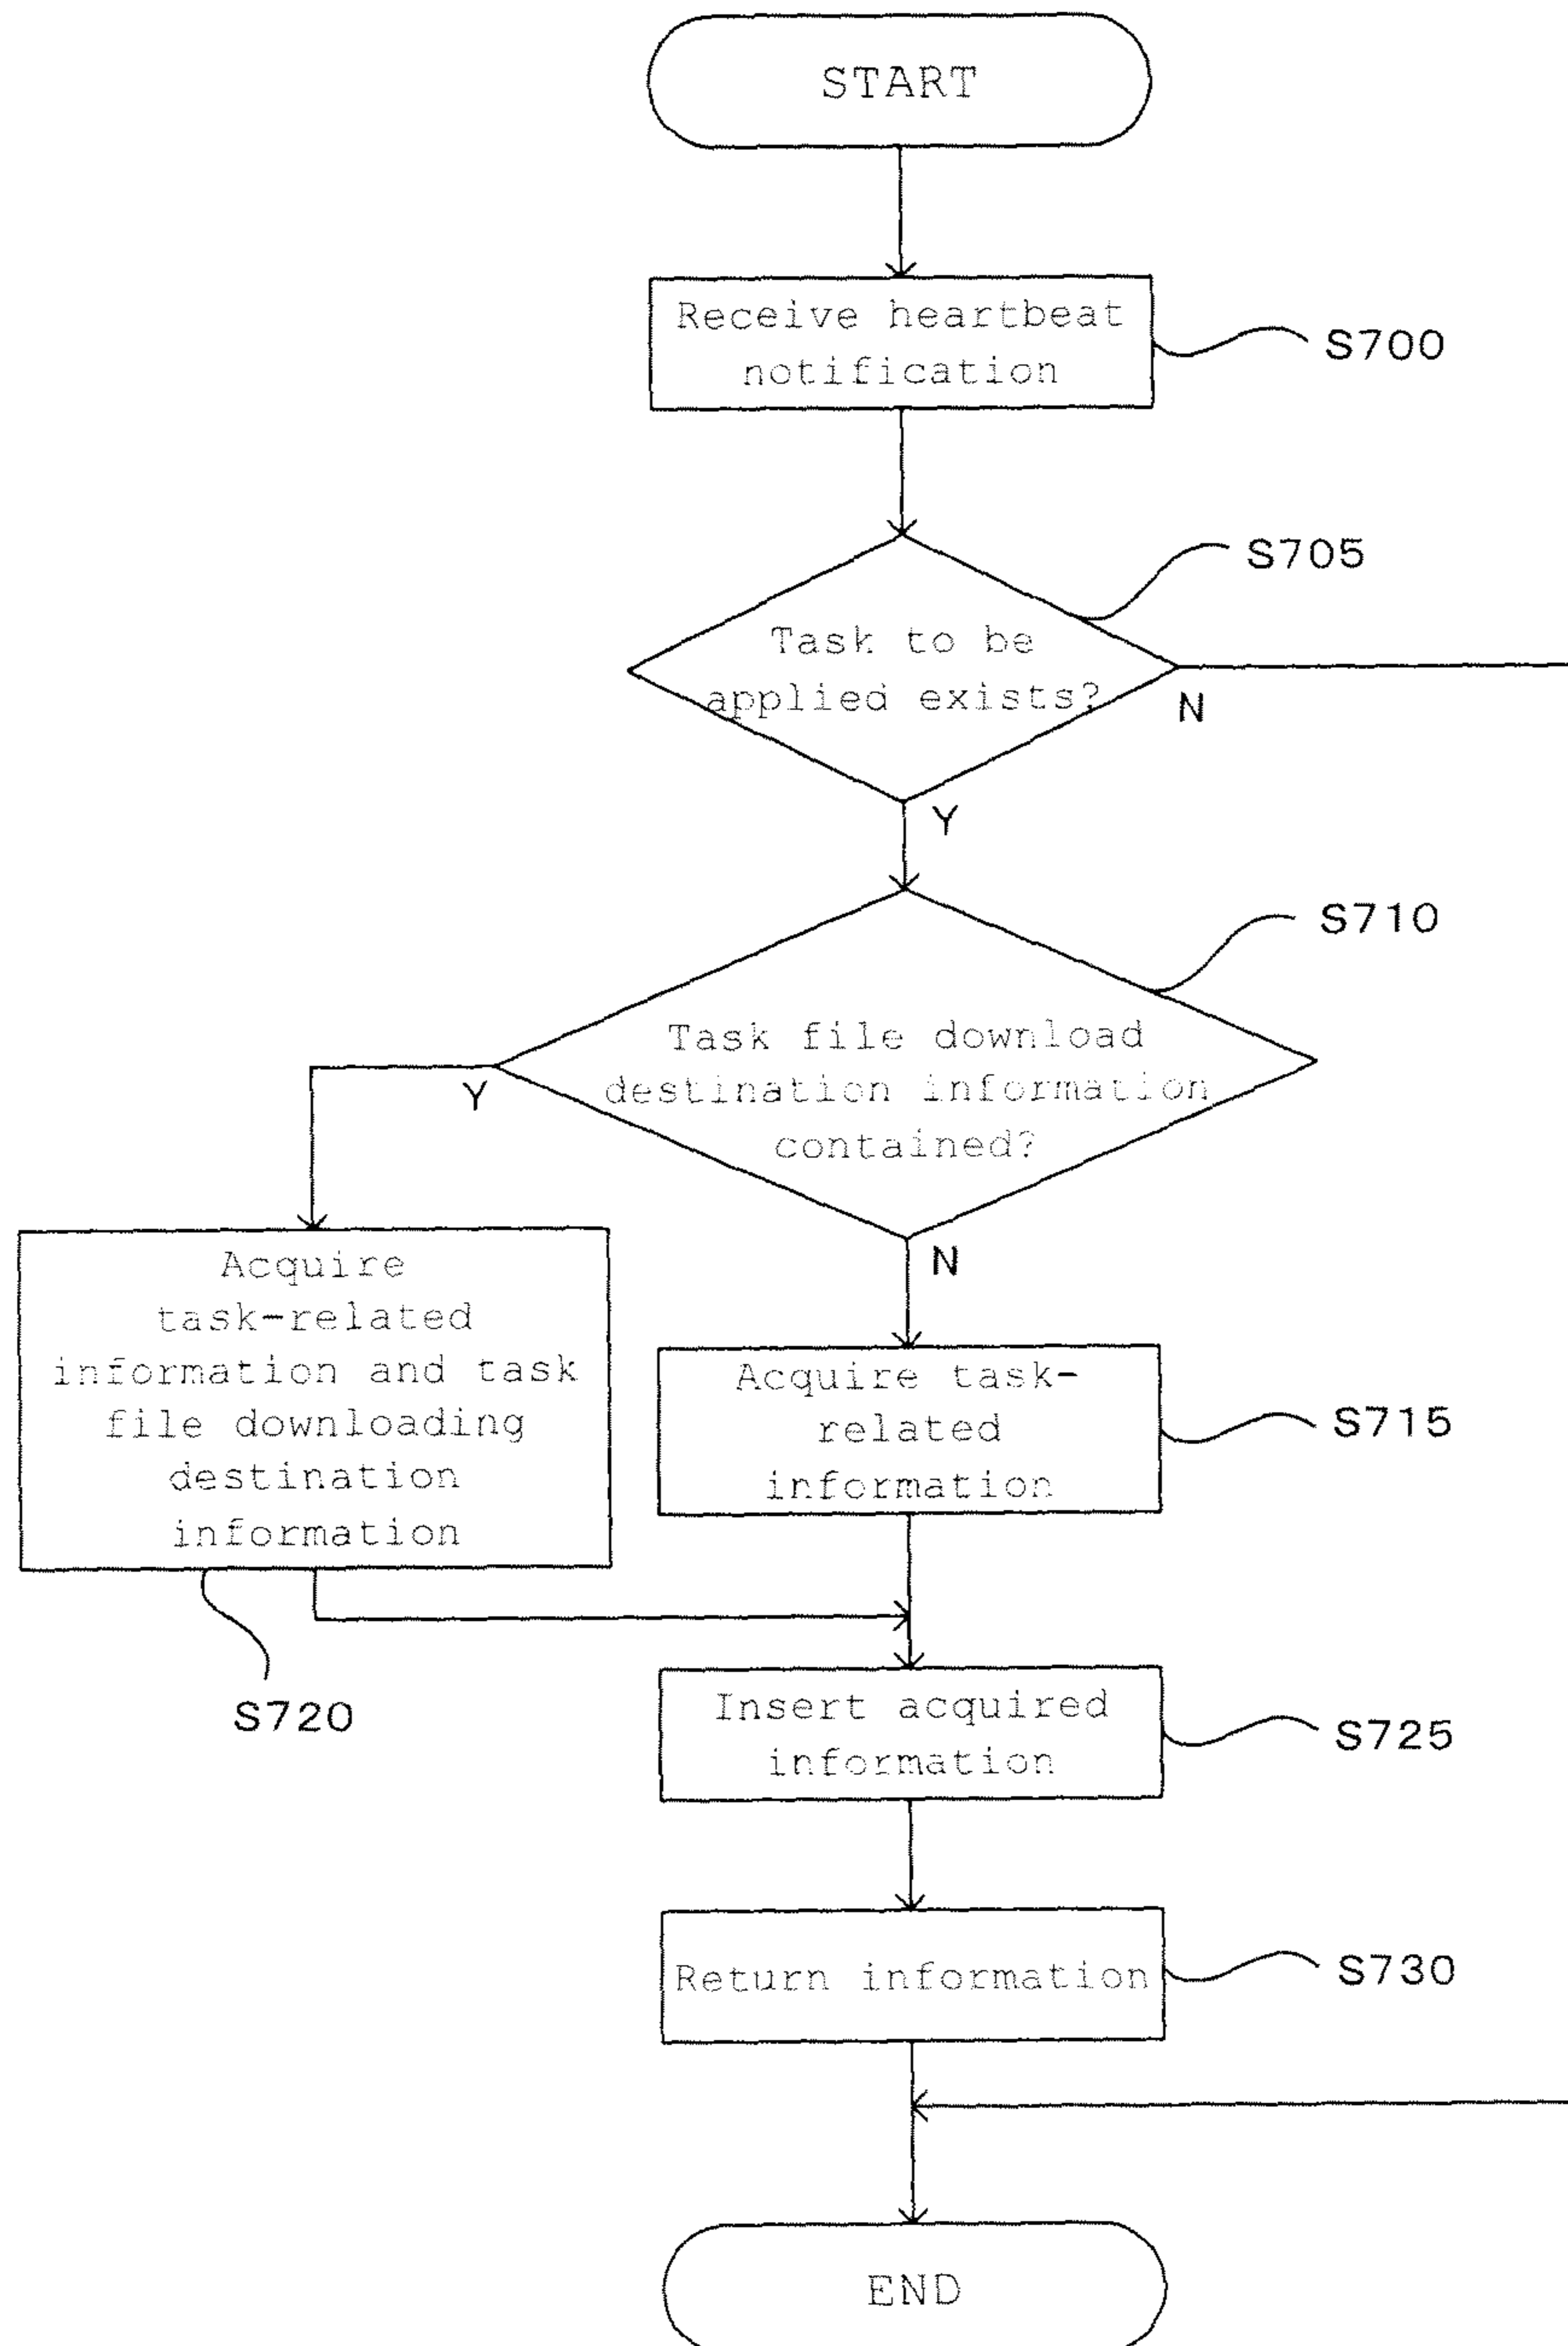 START
Receive heartbeat
notification
S700
S705
Task to be
applied exists?
N
Y
S710
Task file download
destination information
contained?
Y
N
Acquire
task-related
information and task
file downloading
destination
information
S720
Acquire task-
related
information
S715
Insert acquired
information
S725
Return information
S730
END